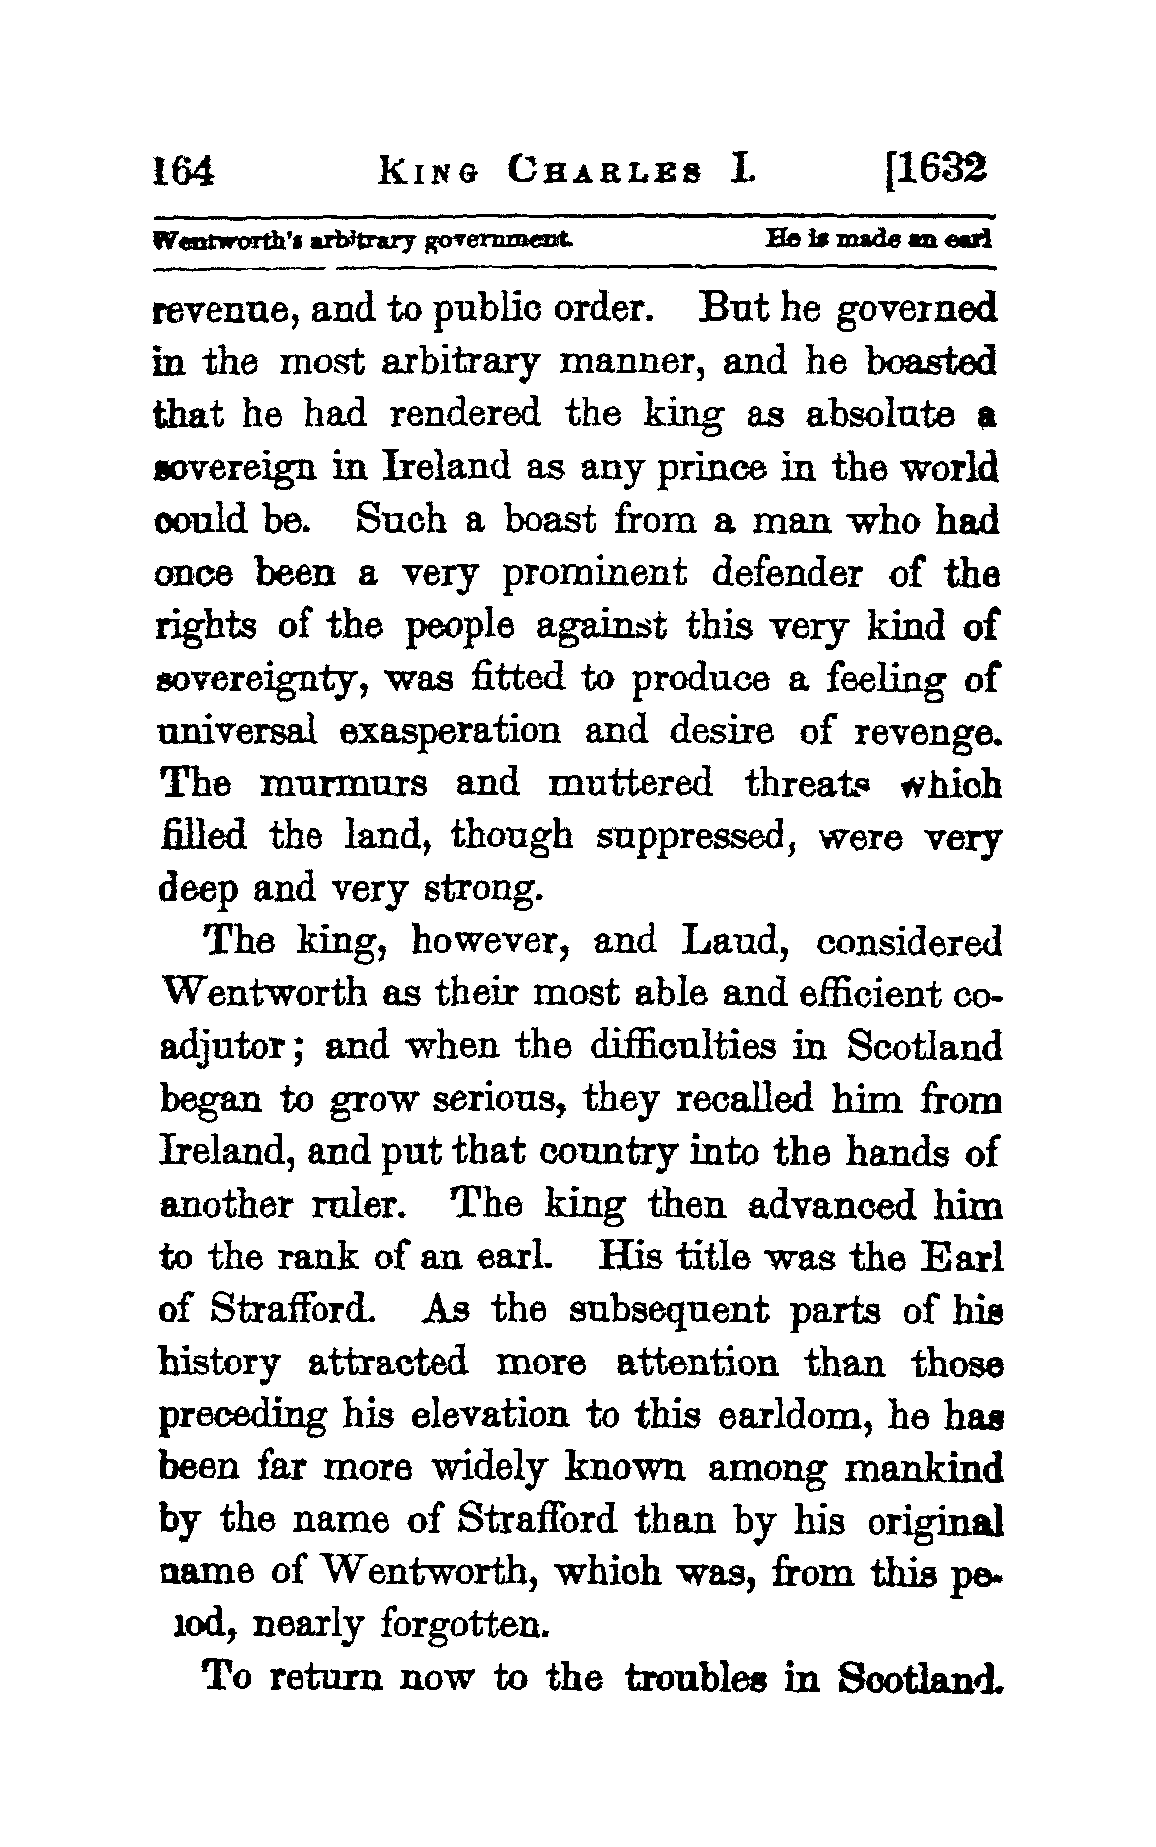 164 KING CHARLES I. [1632
Wentworth's arbitrary government. He is made an earl
revenue, and to public order. But he governed
in the most arbitrary manner, and he boasted
that he had rendered the king as absolute a
sovereign in Ireland as any prince in the world
could be. Such a boast from a man who had
once been a very prominent defender of the
rights of the people against this very kind of
sovereignty, was fitted to produce a feeling of
universal exasperation and desire of revenge.
The murmurs and muttered threats which
filled the land, though suppressed, were very
deep and very strong.
The king, however, and Laud, considered
Wentworth as their most able and efficient co-
adjutor; and when the difficulties in Scotland
began to grow serious, they recalled him from
Ireland, and put that country into the hands of
another ruler. The king then advanced him
to the rank of an earl. His title was the Earl
of Strafford. As the subsequent parts of his
history attracted more attention than those
preceding his elevation to this earldom, he has
been far more widely known among mankind
by the name of Strafford than by his original
name of Wentworth, which was, from this pe-
iod, nearly forgotten.
To return now to the troubles in Scotland.